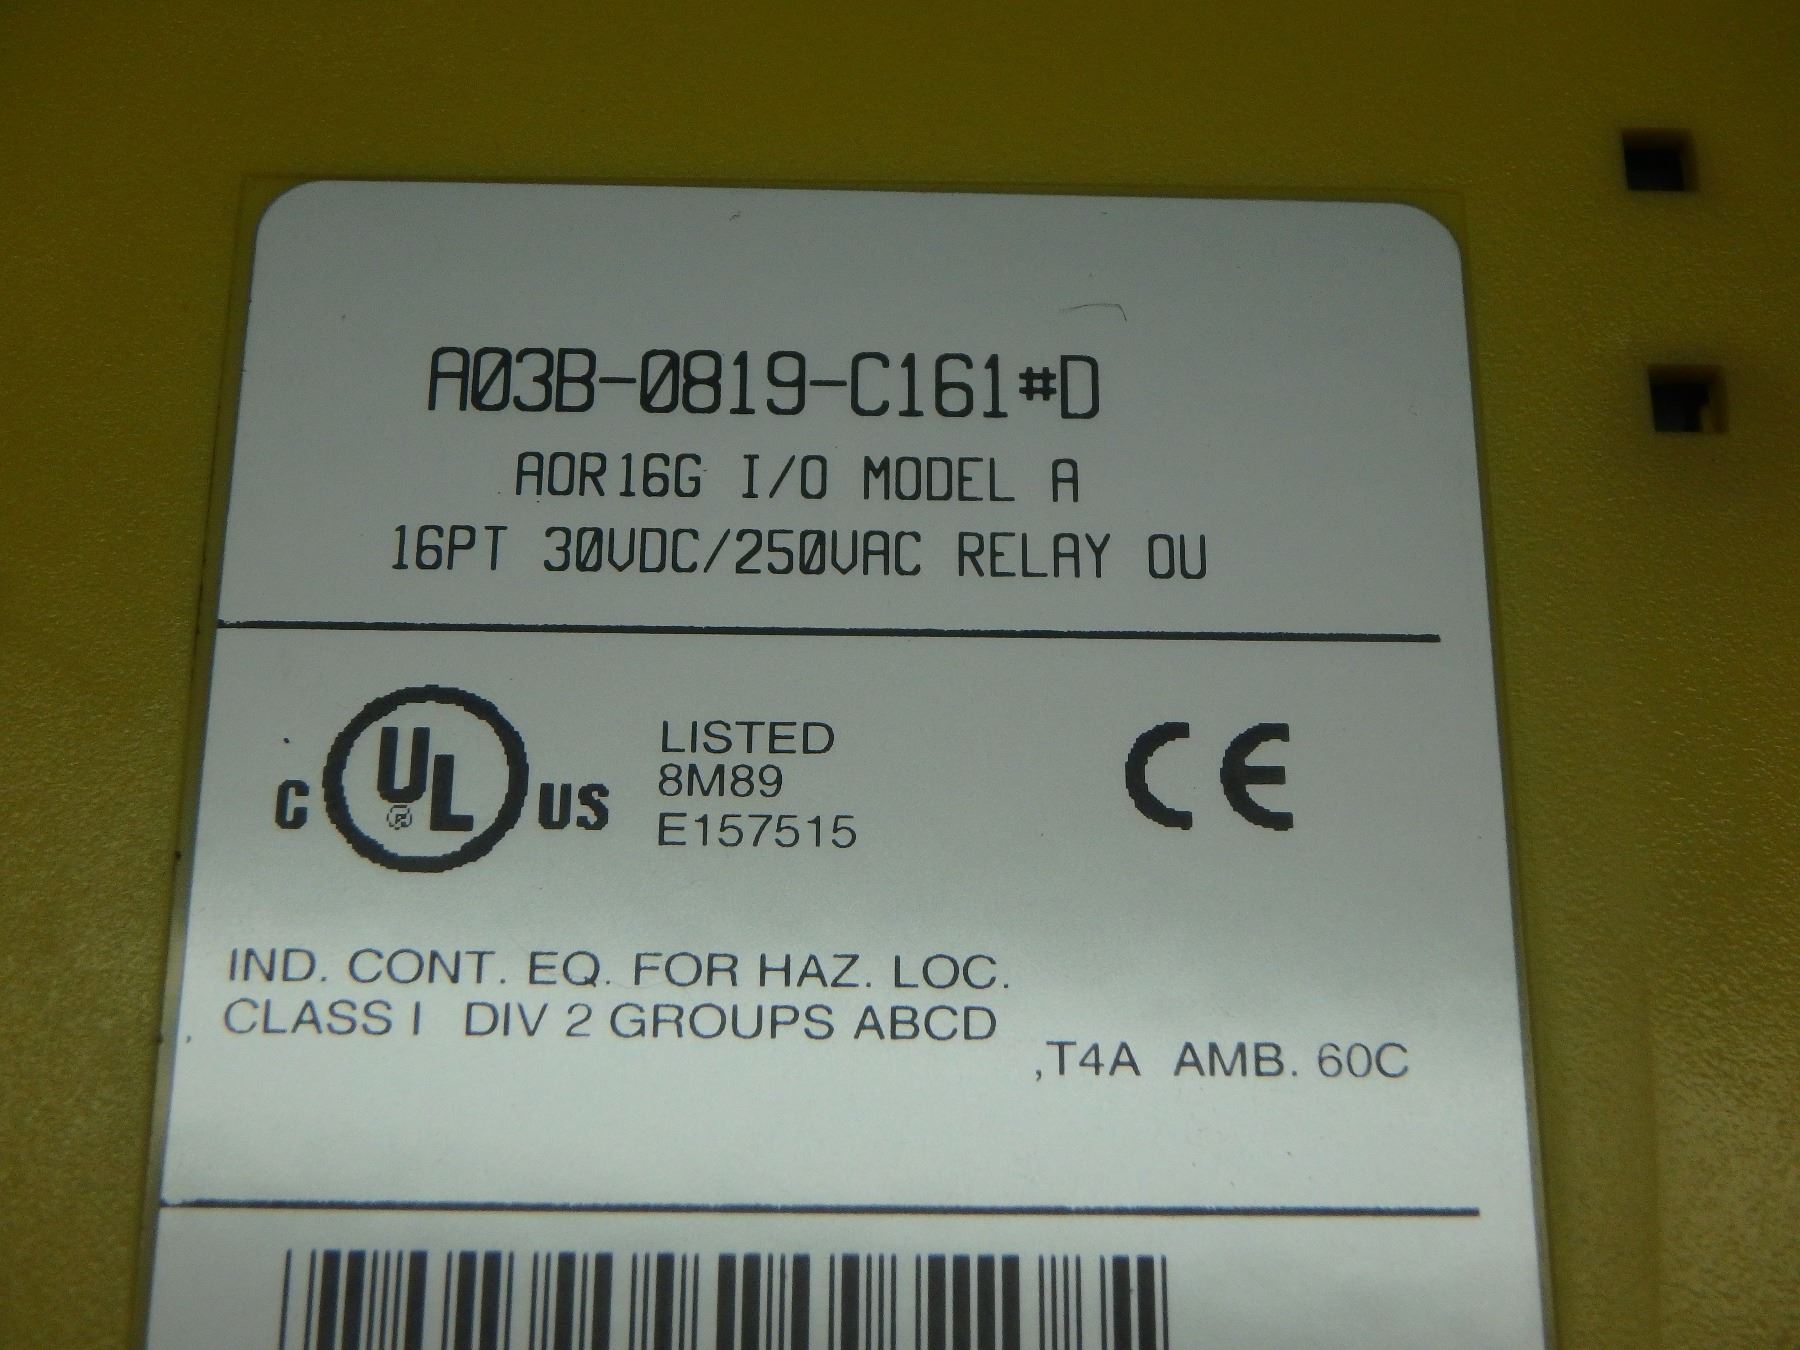 A03B-0819-C161#D
AOR16G I/O MODEL A
16PT 30VDC/250VAC RELAY OU
C UL US
LISTED
8M89
E157515
CE
IND. CONT. EQ. FOR HAZ. LOC.
CLASS I DIV 2 GROUPS ABCD
,T4A AMB. 60C